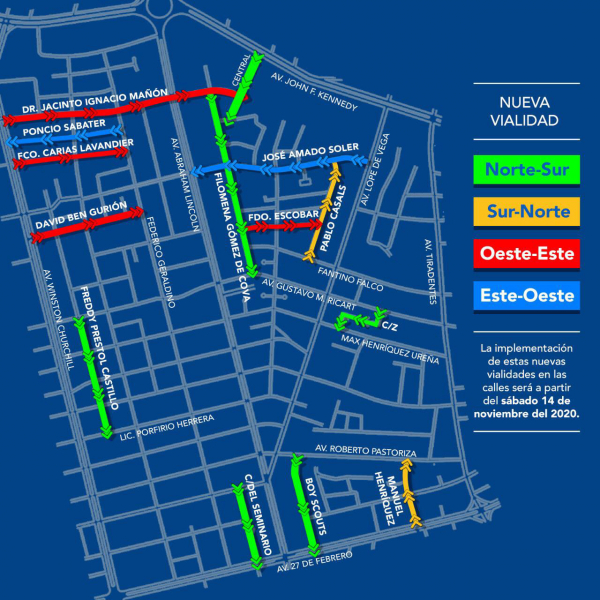 CENTRAL
AV. JOHN F. KENNEDY
DR. JACINTO IGNACIO MAÑÓN
PONCIO SABATER
FCO. CARIAS LAVANDIER
AV. ABRAHAM LINCOLN
JOSÉ AMADO SOLER
AV. LOPE DE VEGA
FILOMENA GÓMEZ DE COVA
PABLO CASALS
DAVID BEN GURIÓN
FDO. ESCOBAR
FEDERICO GERALDINO
AV. TIRADENTES
FANTINO FALCO
AV. WINSTON CHURCHILL
FREDDY PRESTOL CASTILLO
AV. GUSTAVO M. RICART
C/Z
MAX HENRÍQUEZ UREÑA
LIC. PORFIRIO HERRERA
AV. ROBERTO PASTORIZA
C/DEL SEMINARIO
BOY SCOUTS
MANUEL
HENRÍQUEZ
AV. 27 DE FEBRERO
NUEVA
VIALIDAD
Norte-Sur
Sur-Norte
Oeste-Este
Este-Oeste
La implementación
de estas nuevas
vialidades en las
calles será a partir
del sábado 14 de
noviembre del 2020.